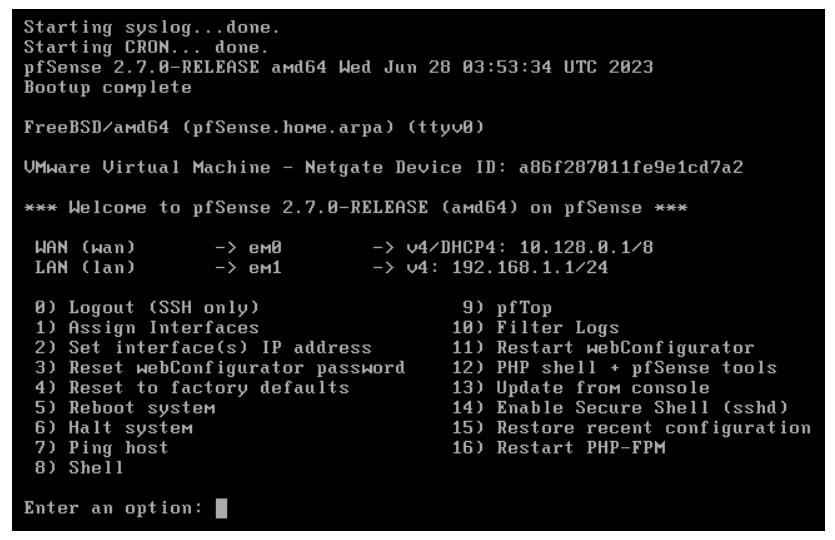 Starting syslog...done.
Starting CRON... done.
pfSense 2.7.0-RELEASE amd64 Wed Jun 28 03:53:34 UTC 2023
Bootup complete
FreeBSD/amd64 (pfSense.home.arpa) (ttyv0)
VMware Virtual Machine - Netgate Device ID: a86f287011fe9e1cd7a2
*** Welcome to pfSense 2.7.0-RELEASE (amd64) on pfSense ***
WAN (wan) -> em0 -> v4/DHCP4: 10.128.0.1/8
LAN (lan) -> em1 -> v4: 192.168.1.1/24
0) Logout (SSH only) 9) pfTop
1) Assign Interfaces 10) Filter Logs
2) Set interface(s) IP address 11) Restart webConfigurator
3) Reset webConfigurator password 12) PHP shell + pfSense tools
4) Reset to factory defaults 13) Update from console
5) Reboot system 14) Enable Secure Shell (sshd)
6) Halt system 15) Restore recent configuration
7) Ping host 16) Restart PHP-FPM
8) Shell
Enter an option: